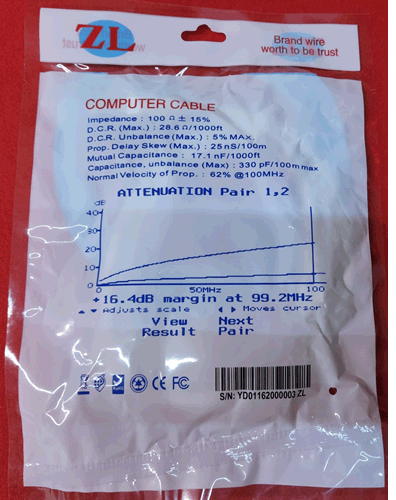 ZL
Brand wire
worth to be trust
COMPUTER CABLE
Impedance : 100 Ω ± 15%
D.C.R. (Max.) : 28.6 Ω/1000ft
D.C.R. Unbalance (Max.) : 5% MAX.
Prop. Delay Skew (Max.) : 25 nS/100m
Mutual Capacitance : 17.1 nF/1000ft
Capacitance, unbalance (Max) : 330 pF/100m max
Normal Velocity of Prop. : 62% @100MHz
ATTENUATION Pair 1,2
dB
40
30
20
10
0
0 50MHz 100
+16.4dB margin at 99.2MHz
▲ ▼ Adjusts scale ◀ ▶ Moves cursor
View Next
Result Pair
ZL CE FC
S/N: YD01162000003 ZL